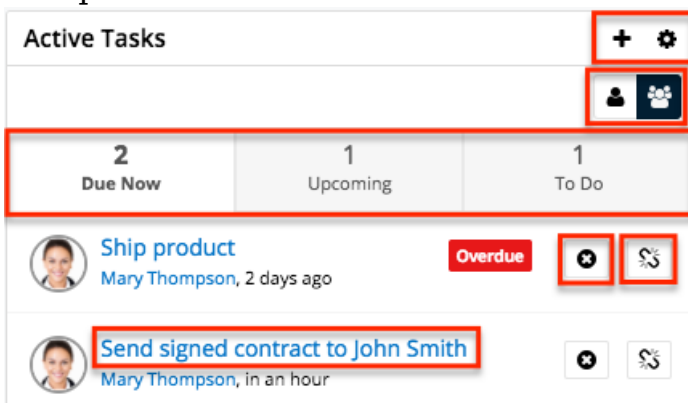 Active Tasks
2 1 1
Due Now Upcoming To Do
Ship product Overdue
Mary Thompson, 2 days ago
Send signed contract to John Smith
Mary Thompson, in an hour